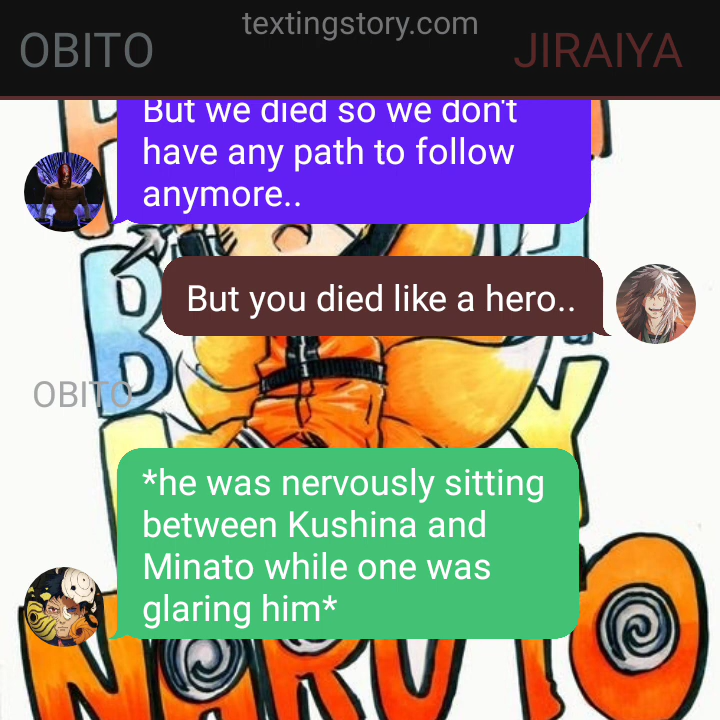 textingstory.com
OBITO
JIRAIYA
But we died so we don't
have any path to follow
anymore..
But you died like a hero..
OBITO
*he was nervously sitting
between Kushina and
Minato while one was
glaring him*
NARUTO